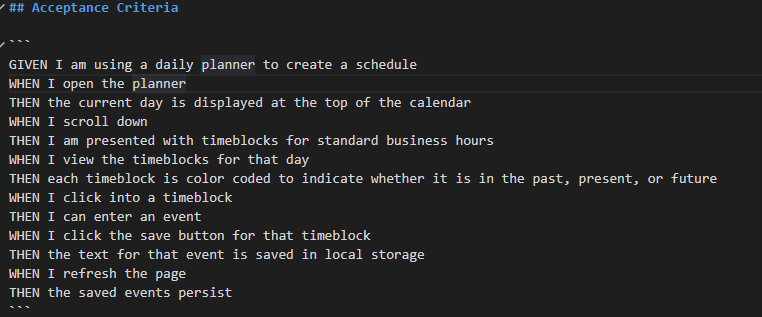 ## Acceptance Criteria
```
GIVEN I am using a daily planner to create a schedule
WHEN I open the planner
THEN the current day is displayed at the top of the calendar
WHEN I scroll down
THEN I am presented with timeblocks for standard business hours
WHEN I view the timeblocks for that day
THEN each timeblock is color coded to indicate whether it is in the past, present, or future
WHEN I click into a timeblock
THEN I can enter an event
WHEN I click the save button for that timeblock
THEN the text for that event is saved in local storage
WHEN I refresh the page
THEN the saved events persist
```